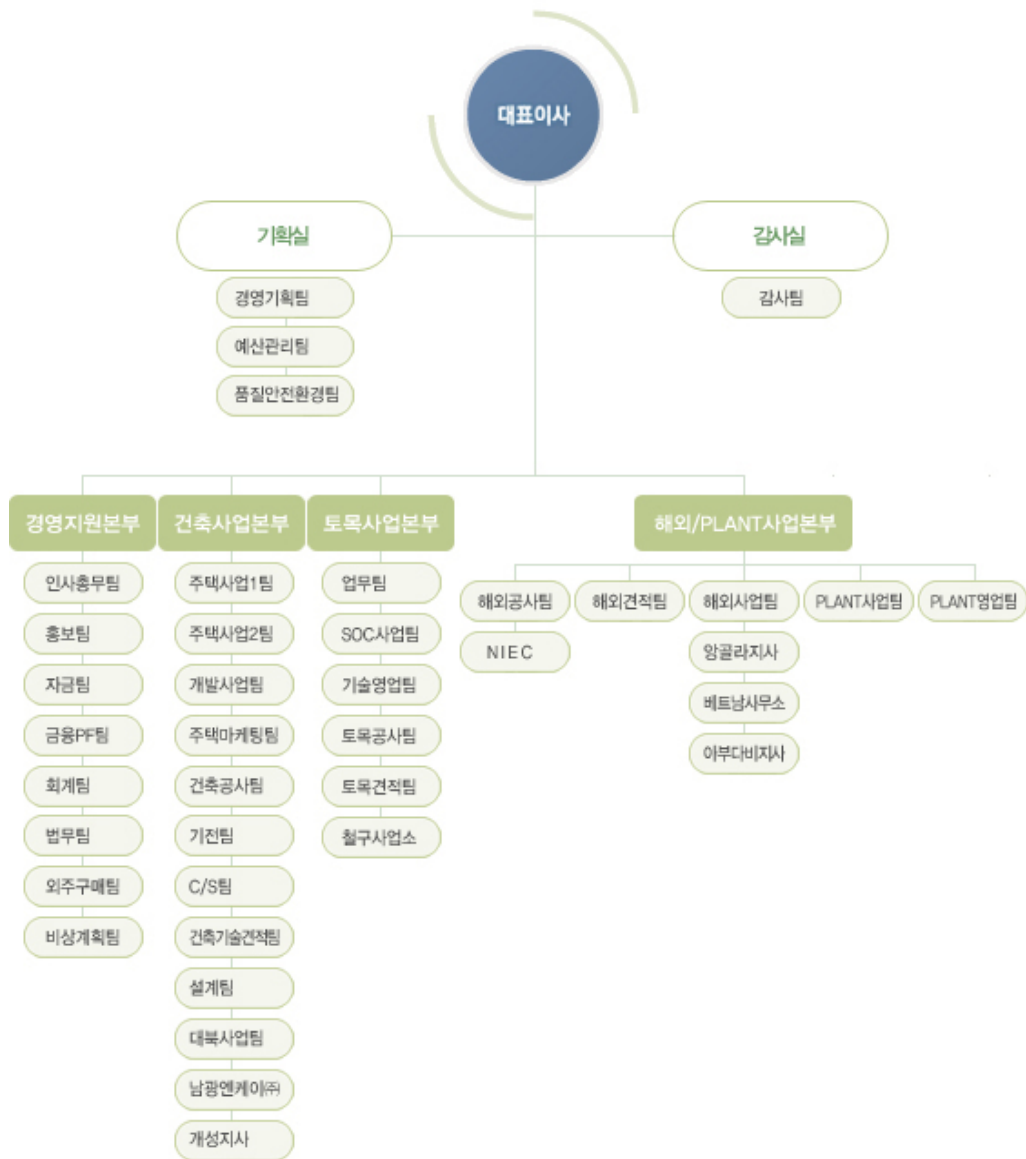 대표이사
기획실
감사실
경영기획팀
예산관리팀
품질안전환경팀
감사팀
경영지원본부
건축사업본부
토목사업본부
해외/PLANT사업본부
인사총무팀
홍보팀
자금팀
금융PF팀
회계팀
법무팀
외주구매팀
비상계획팀
주택사업1팀
주택사업2팀
개발사업팀
주택마케팅팀
건축공사팀
기전팀
C/S팀
건축기술견적팀
설계팀
대북사업팀
남광엔케이㈜
개성지사
업무팀
SOC사업팀
기술영업팀
토목공사팀
토목견적팀
철구사업소
해외공사팀
NIEC
해외견적팀
해외사업팀
앙골라지사
베트남사무소
아부다비지사
PLANT사업팀
PLANT영업팀